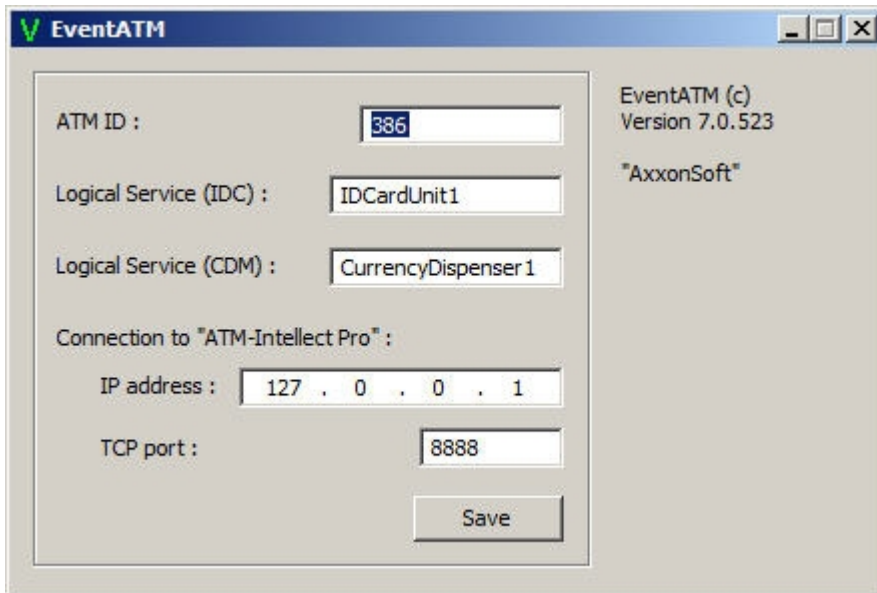 EventATM
ATM ID : 386
Logical Service (IDC) : IDCardUnit1
Logical Service (CDM) : CurrencyDispenser1
Connection to "ATM-Intellect Pro" :
IP address : 127 . 0 . 0 . 1
TCP port : 8888
Save
EventATM (c)
Version 7.0.523
"AxxonSoft"